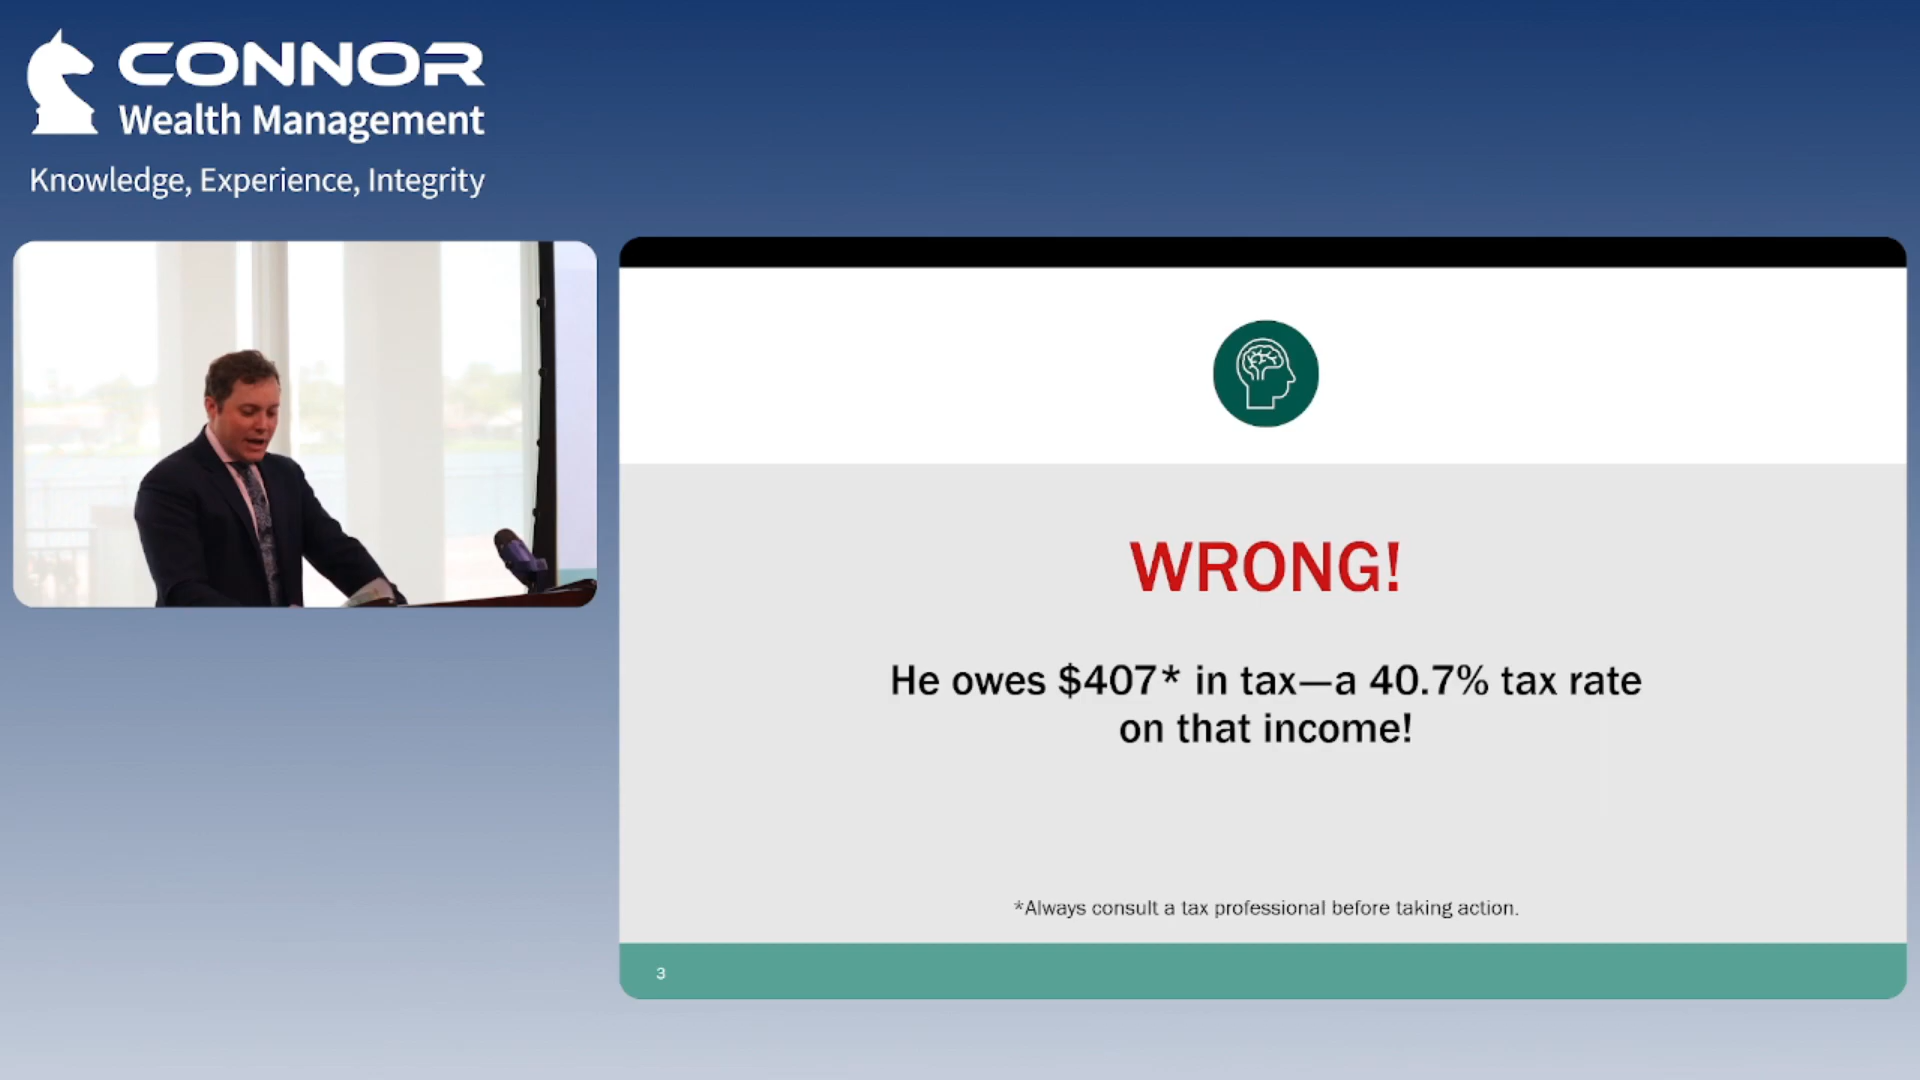 CONNOR
Wealth Management
Knowledge, Experience, Integrity
WRONG!
He owes $407* in tax—a 40.7% tax rate
on that income!
*Always consult a tax professional before taking action.
3